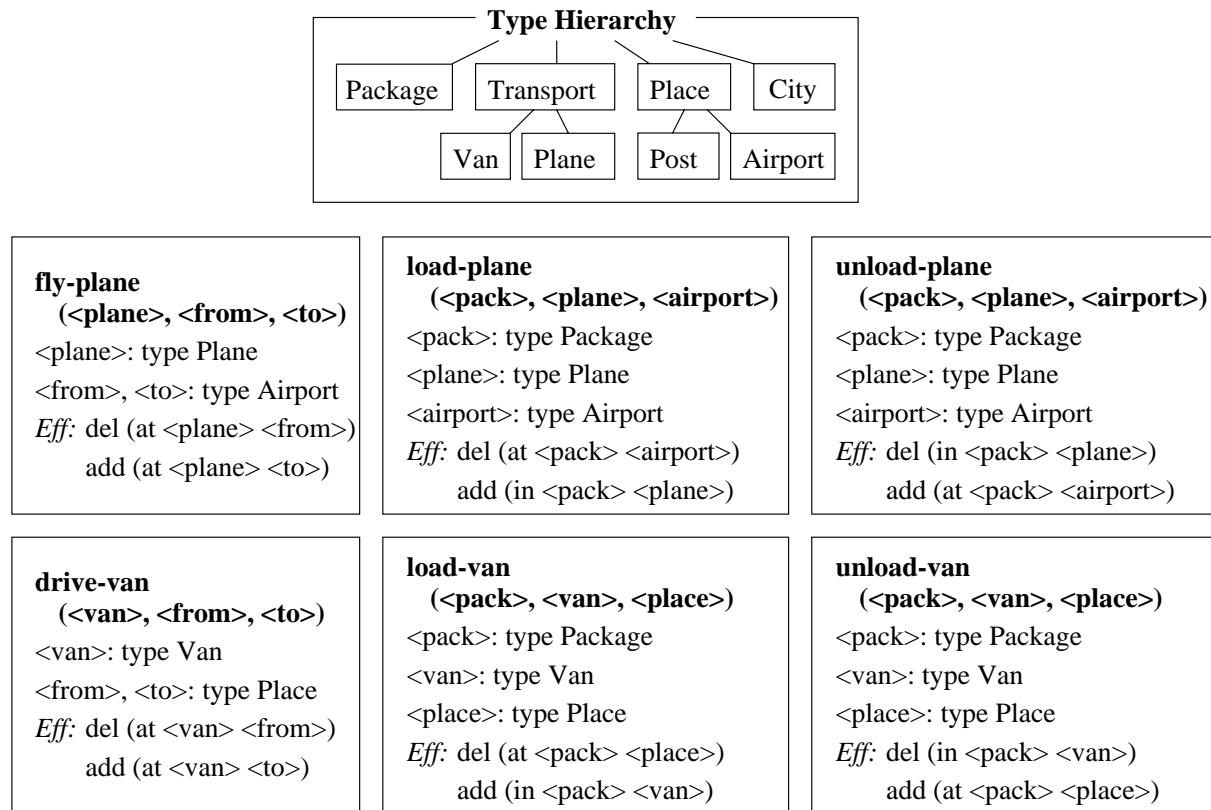 Type Hierarchy
Package Transport Place City
Van Plane Post Airport
fly-plane
(<plane>, <from>, <to>)
<plane>: type Plane
<from>, <to>: type Airport
Eff: del (at <plane> <from>)
add (at <plane> <to>)
load-plane
(<pack>, <plane>, <airport>)
<pack>: type Package
<plane>: type Plane
<airport>: type Airport
Eff: del (at <pack> <airport>)
add (in <pack> <plane>)
unload-plane
(<pack>, <plane>, <airport>)
<pack>: type Package
<plane>: type Plane
<airport>: type Airport
Eff: del (in <pack> <plane>)
add (at <pack> <airport>)
drive-van
(<van>, <from>, <to>)
<van>: type Van
<from>, <to>: type Place
Eff: del (at <van> <from>)
add (at <van> <to>)
load-van
(<pack>, <van>, <place>)
<pack>: type Package
<van>: type Van
<place>: type Place
Eff: del (at <pack> <place>)
add (in <pack> <van>)
unload-van
(<pack>, <van>, <place>)
<pack>: type Package
<van>: type Van
<place>: type Place
Eff: del (in <pack> <van>)
add (at <pack> <place>)